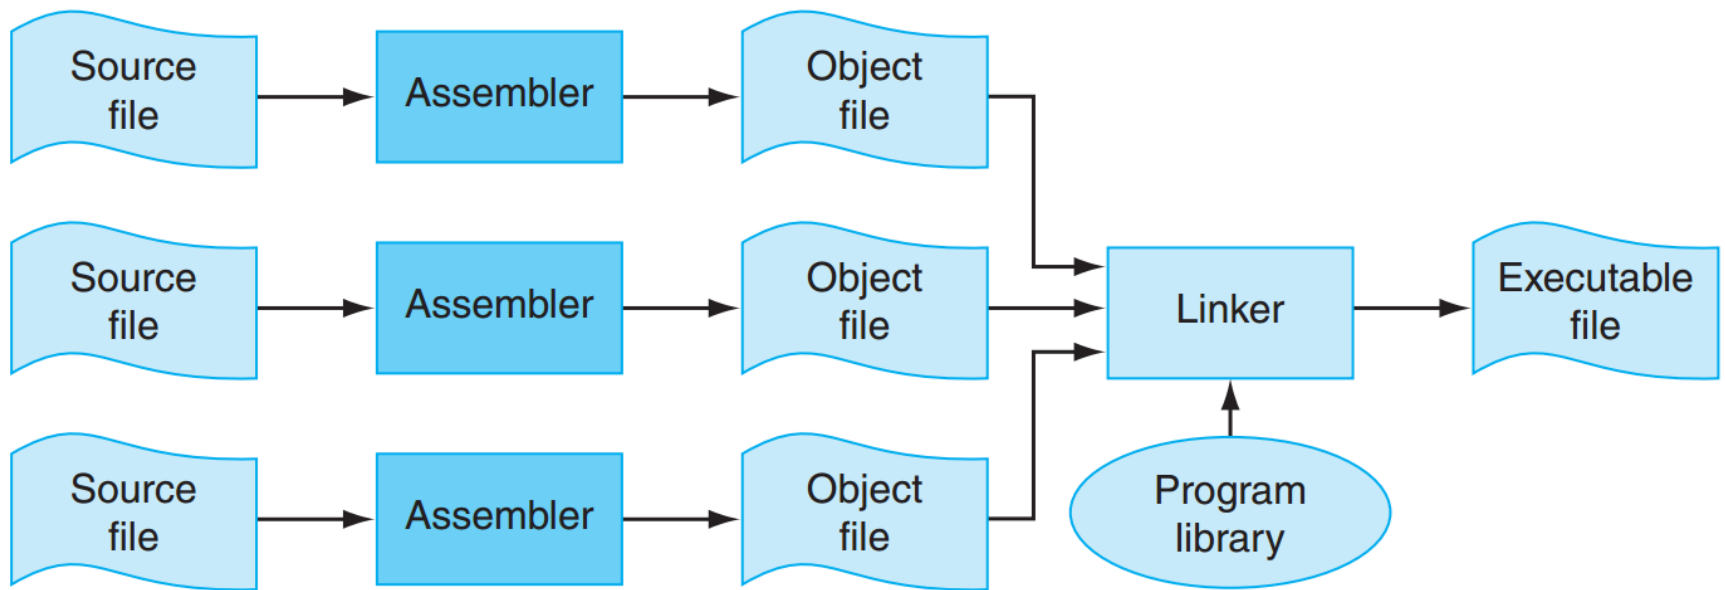 Source
file
Assembler
Object
file
Source
file
Assembler
Object
file
Linker
Executable
file
Source
file
Assembler
Object
file
Program
library